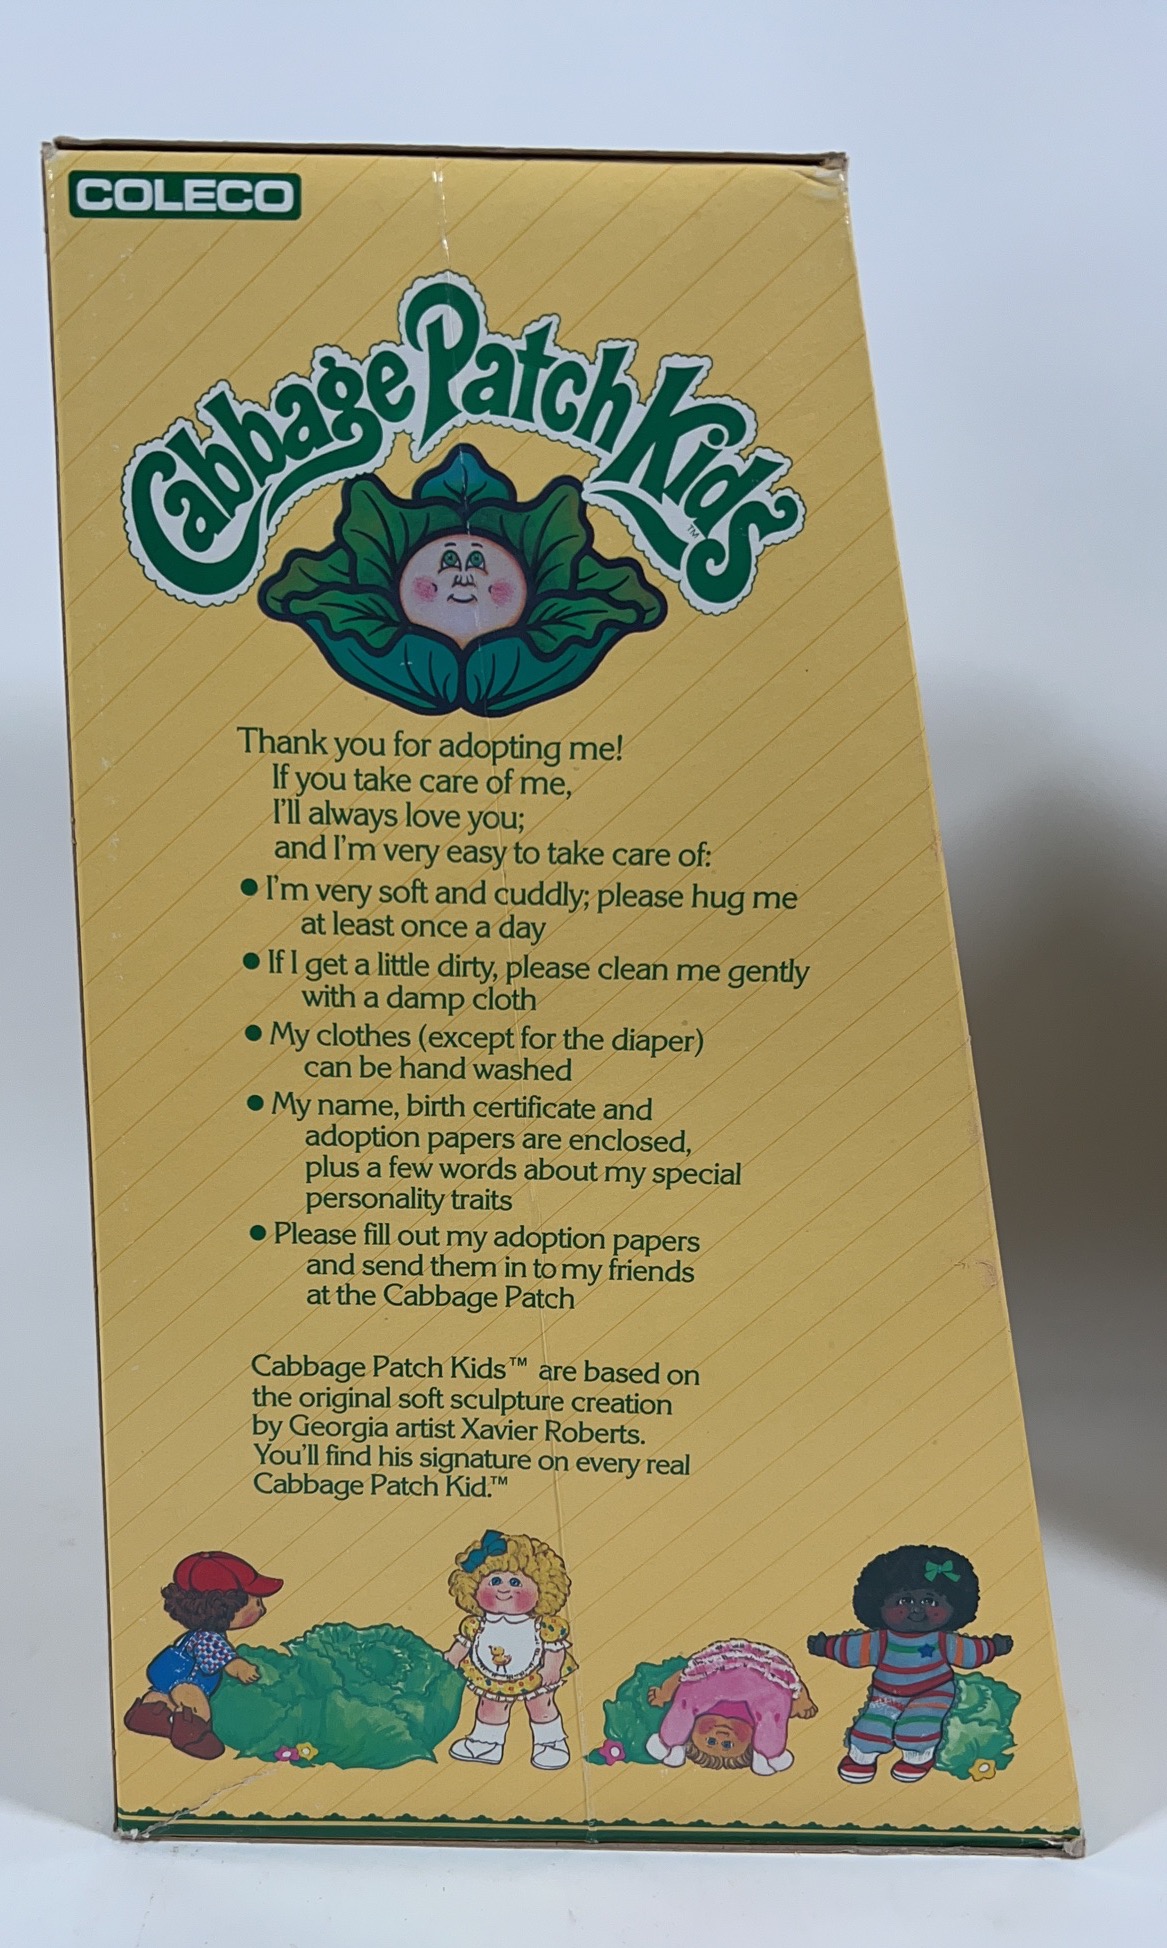 COLECO
Cabbage Patch Kids™
Thank you for adopting me!
If you take care of me,
I'll always love you;
and I'm very easy to take care of:
● I'm very soft and cuddly; please hug me
at least once a day
● If I get a little dirty, please clean me gently
with a damp cloth
● My clothes (except for the diaper)
can be hand washed
● My name, birth certificate and
adoption papers are enclosed,
plus a few words about my special
personality traits
● Please fill out my adoption papers
and send them in to my friends
at the Cabbage Patch
Cabbage Patch Kids™ are based on
the original soft sculpture creation
by Georgia artist Xavier Roberts.
You'll find his signature on every real
Cabbage Patch Kid.™